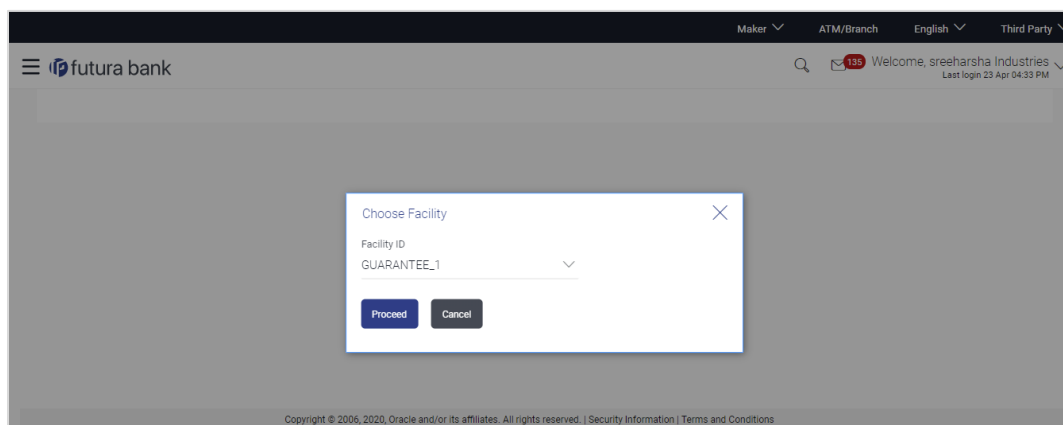 Maker ATM/Branch English Third Party
futura bank 135 Welcome, sreeharsha Industries
Last login 23 Apr 04:33 PM
Choose Facility
Facility ID
GUARANTEE_1
Proceed Cancel
Copyright © 2006, 2020, Oracle and/or its affiliates. All rights reserved. | Security Information | Terms and Conditions